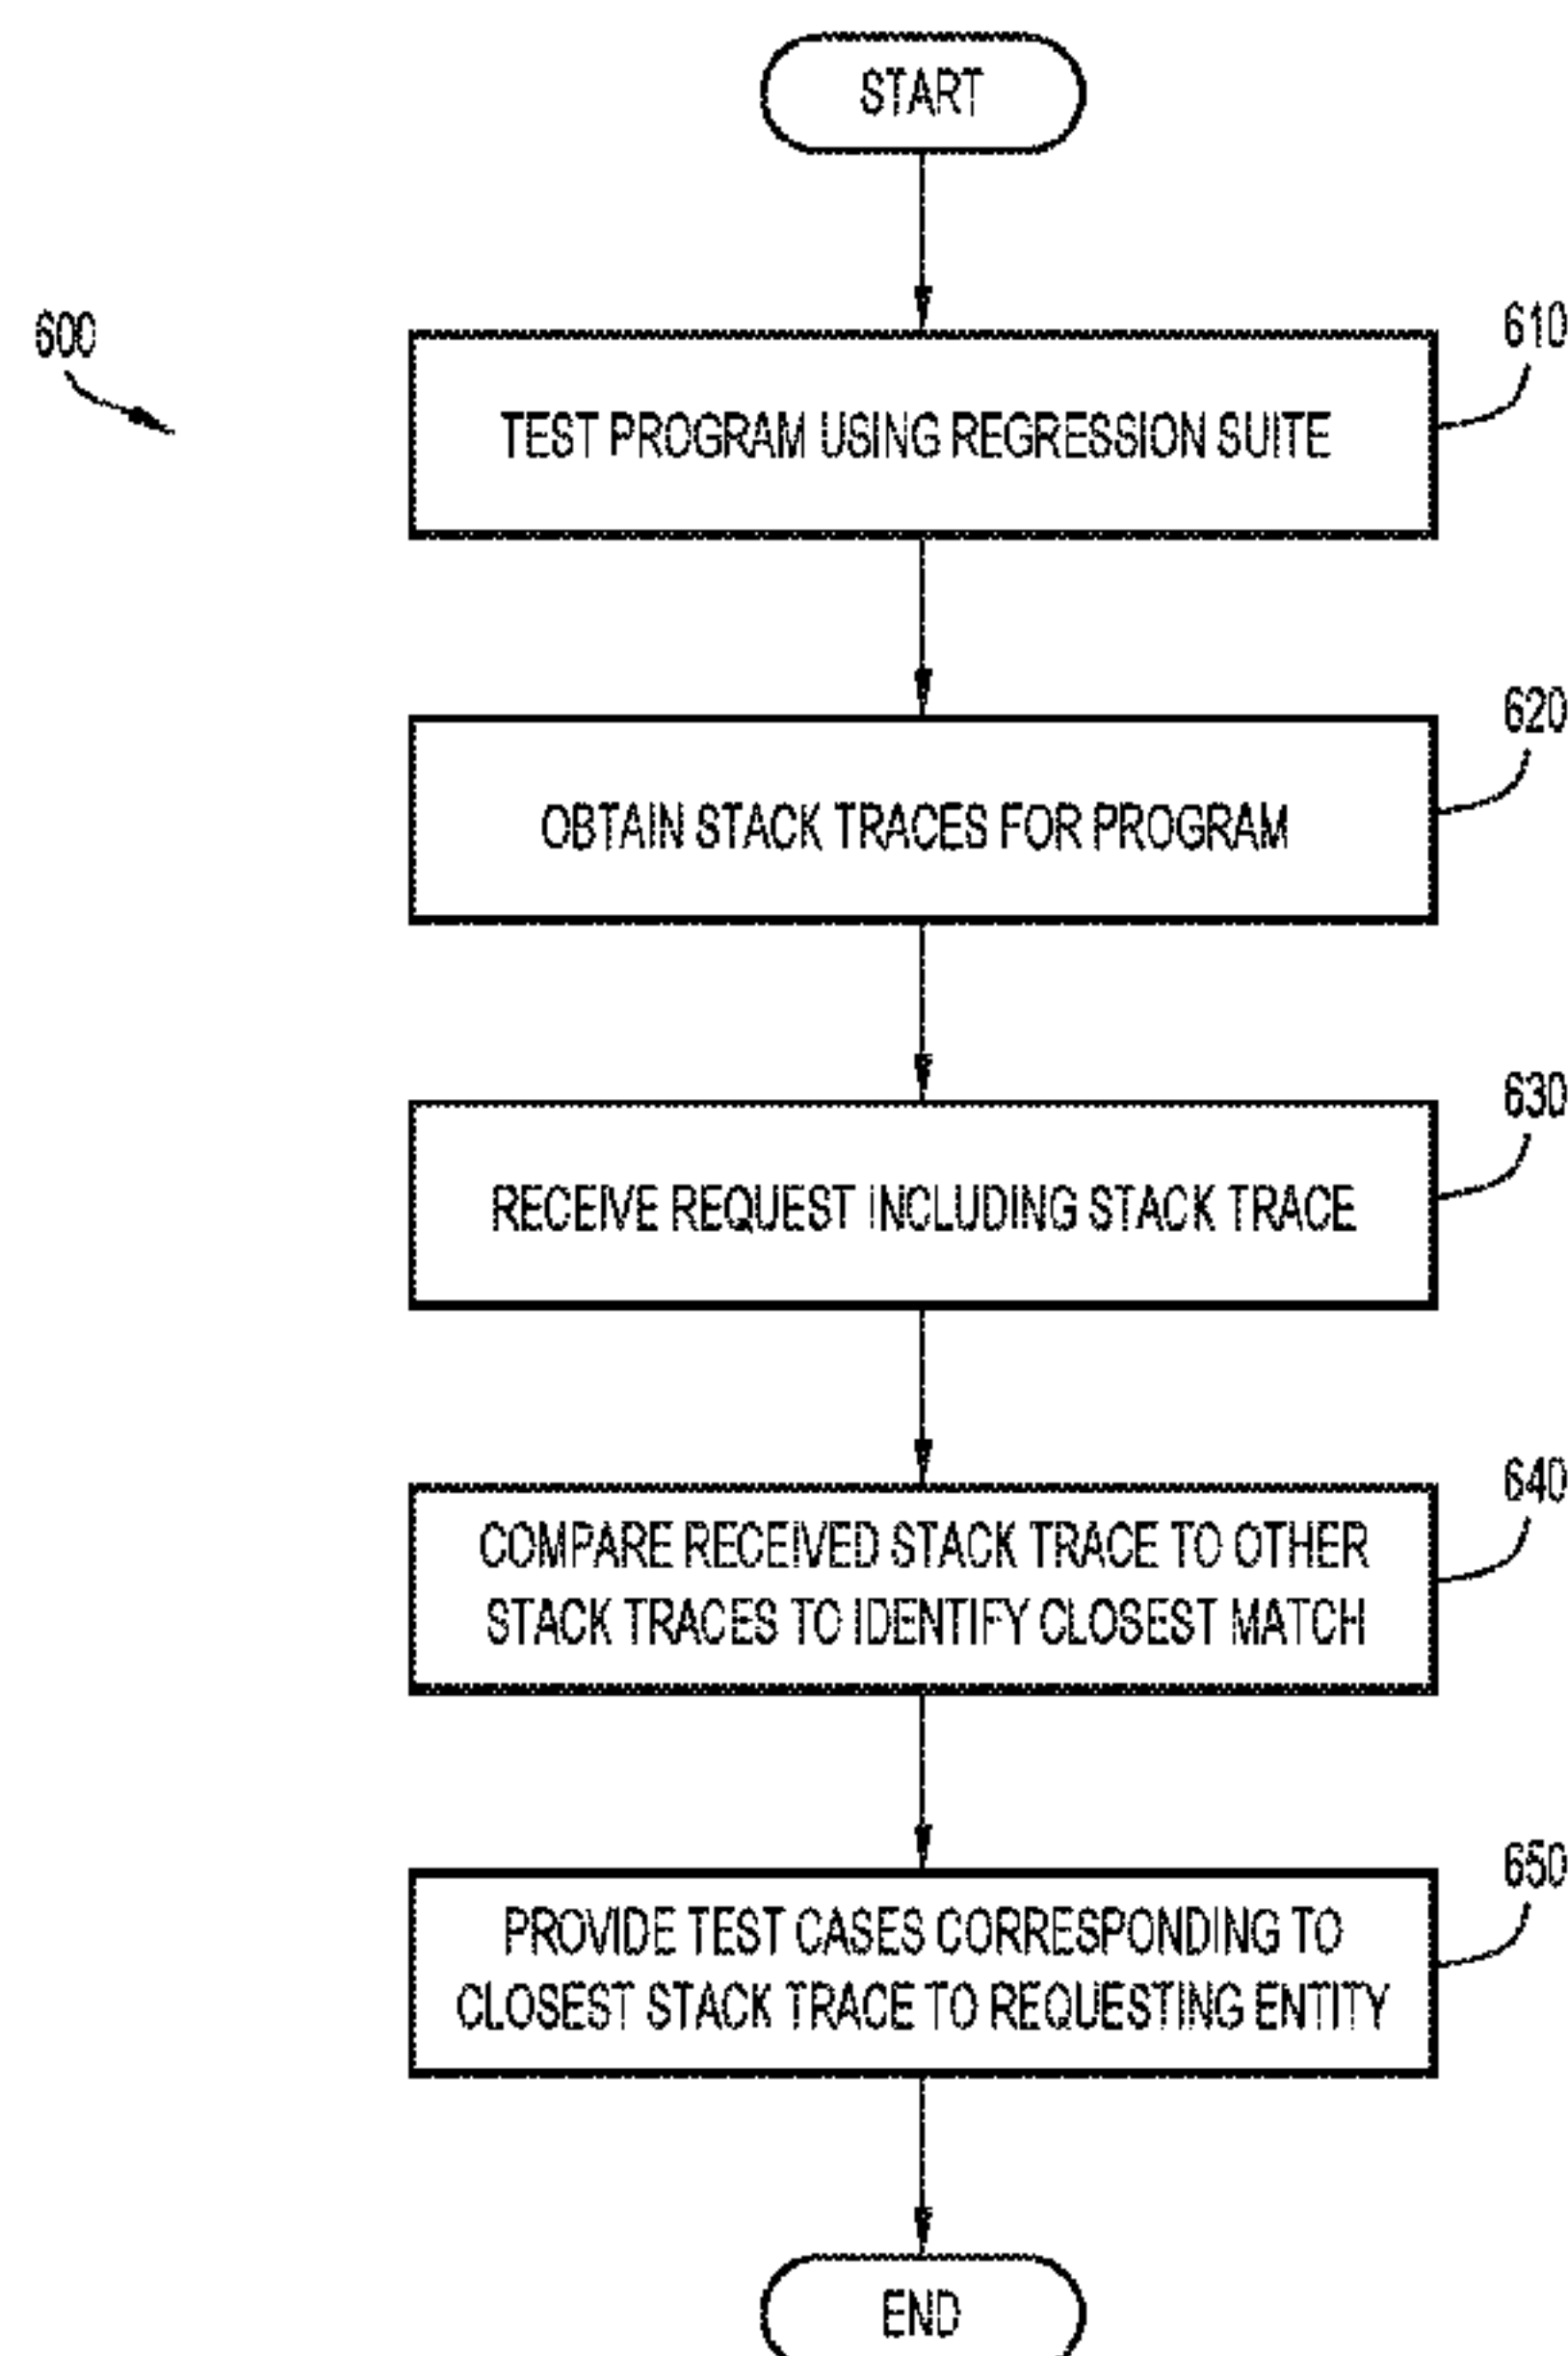 START
600
610
TEST PROGRAM USING REGRESSION SUITE
620
OBTAIN STACK TRACES FOR PROGRAM
630
RECEIVE REQUEST INCLUDING STACK TRACE
640
COMPARE RECEIVED STACK TRACE TO OTHER
STACK TRACES TO IDENTIFY CLOSEST MATCH
650
PROVIDE TEST CASES CORRESPONDING TO
CLOSEST STACK TRACE TO REQUESTING ENTITY
END